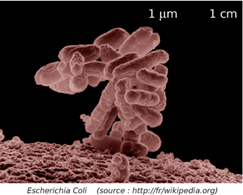 1 μm 1 cm
Escherichia Coli (source : http://fr/wikipedia.org)